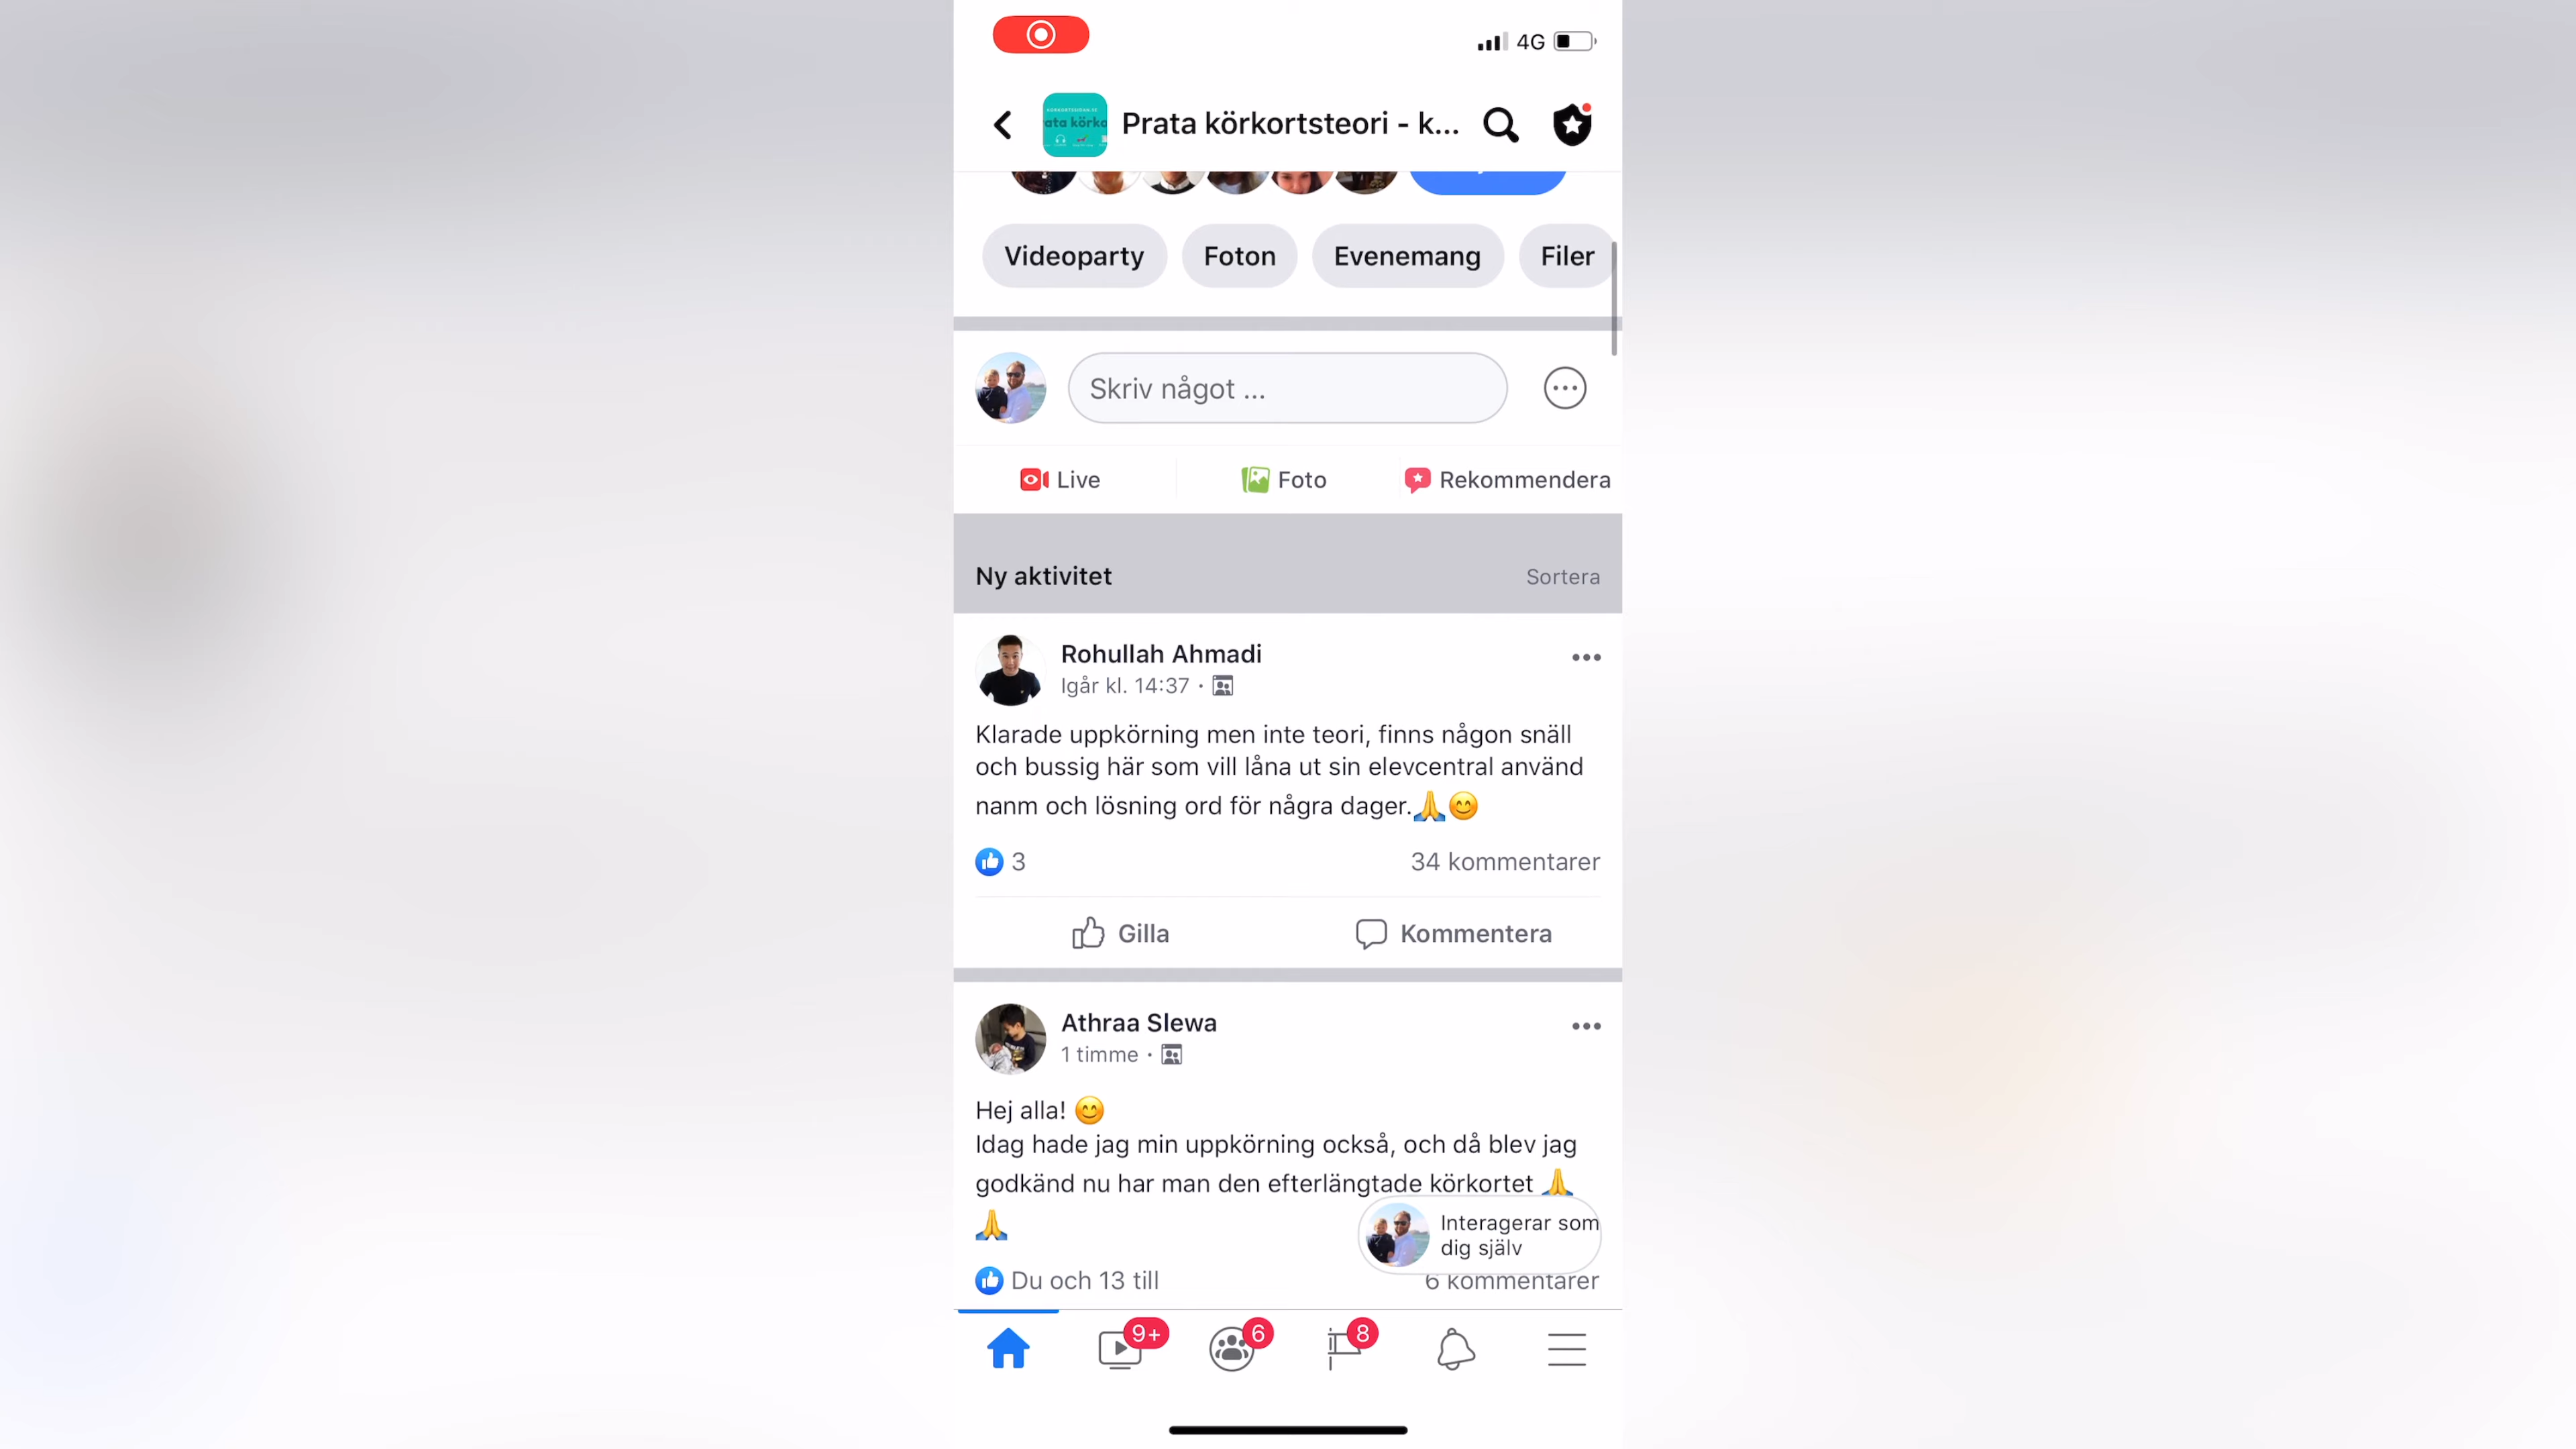 4G
KORKORTSSIDAN.SE
ata körko
Prata körkortsteori - k...
Videoparty
Foton
Evenemang
Filer
Skriv något ...
Live
Foto
Rekommendera
Ny aktivitet
Sortera
Rohullah Ahmadi
Igår kl. 14:37 ·
Klarade uppkörning men inte teori, finns någon snäll
och bussig här som vill låna ut sin elevcentral använd
nanm och lösning ord för några dager.🙏😊
3
34 kommentarer
Gilla
Kommentera
Athraa Slewa
1 timme ·
Hej alla! 😊
Idag hade jag min uppkörning också, och då blev jag
godkänd nu har man den efterlängtade körkortet 🙏
🙏
Interagerar som
dig själv
Du och 13 till
6 kommentarer
9+
6
8